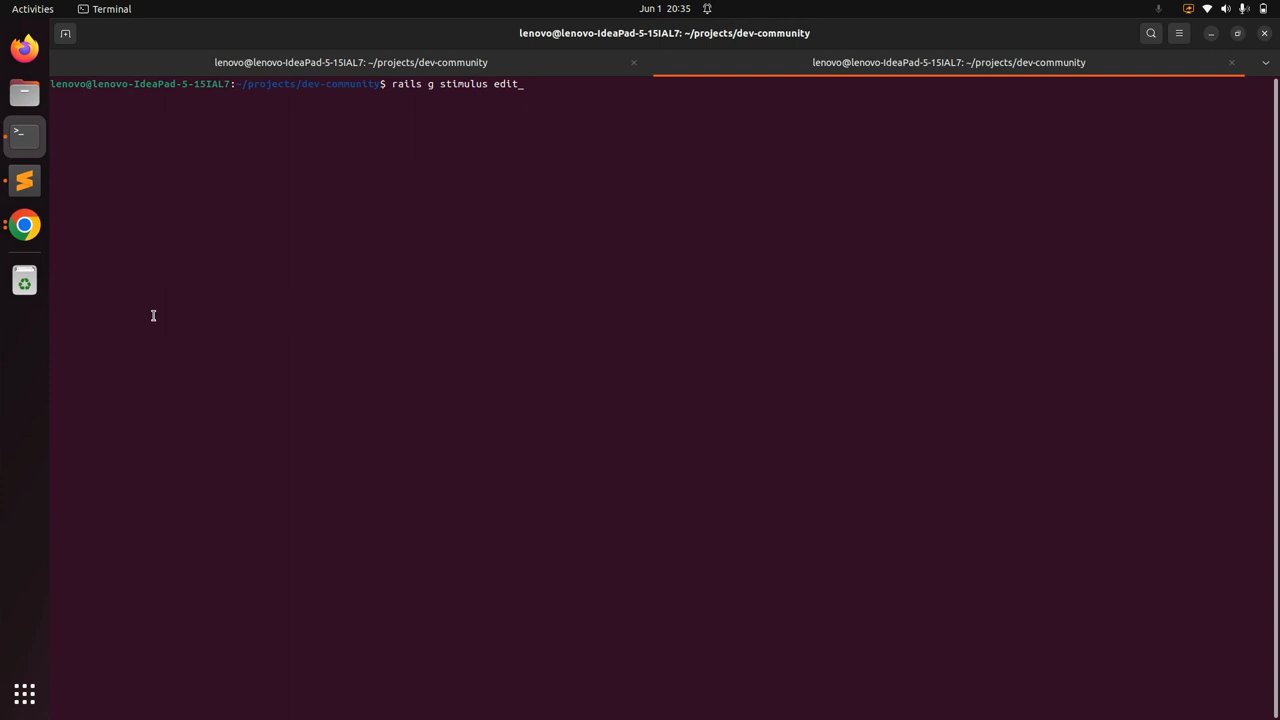 Activities
Terminal
Jun 1 20:35
lenovo@lenovo-IdeaPad-5-15IAL7: ~/projects/dev-community
lenovo@lenovo-IdeaPad-5-15IAL7: ~/projects/dev-community
lenovo@lenovo-IdeaPad-5-15IAL7: ~/projects/dev-community
lenovo@lenovo-IdeaPad-5-15IAL7:~/projects/dev-community$ rails g stimulus edit_